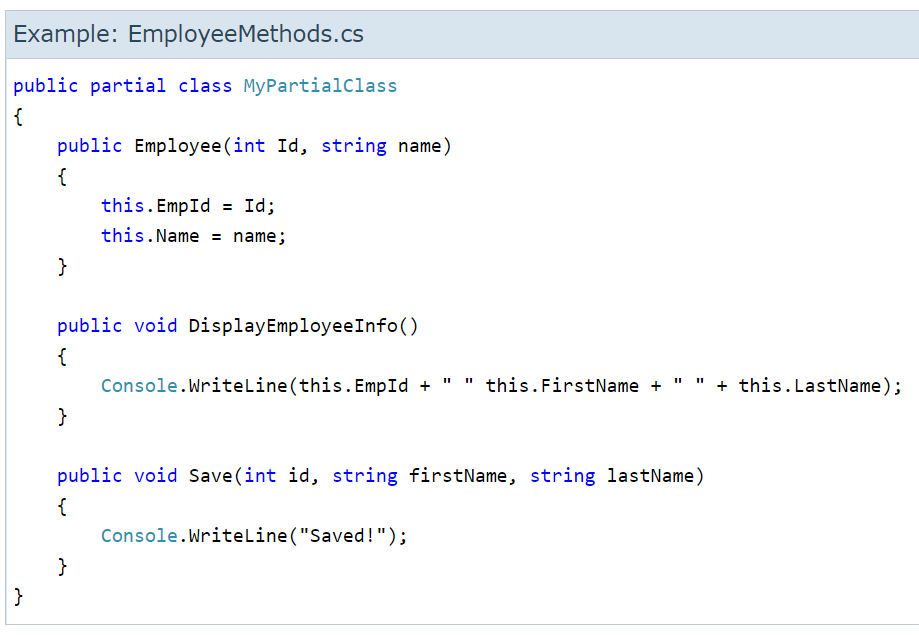 Example: EmployeeMethods.cs
public partial class MyPartialClass
{
    public Employee(int Id, string name)
    {
        this.EmpId = Id;
        this.Name = name;
    }

    public void DisplayEmployeeInfo()
    {
        Console.WriteLine(this.EmpId + " " this.FirstName + " " + this.LastName);
    }

    public void Save(int id, string firstName, string lastName)
    {
        Console.WriteLine("Saved!");
    }
}